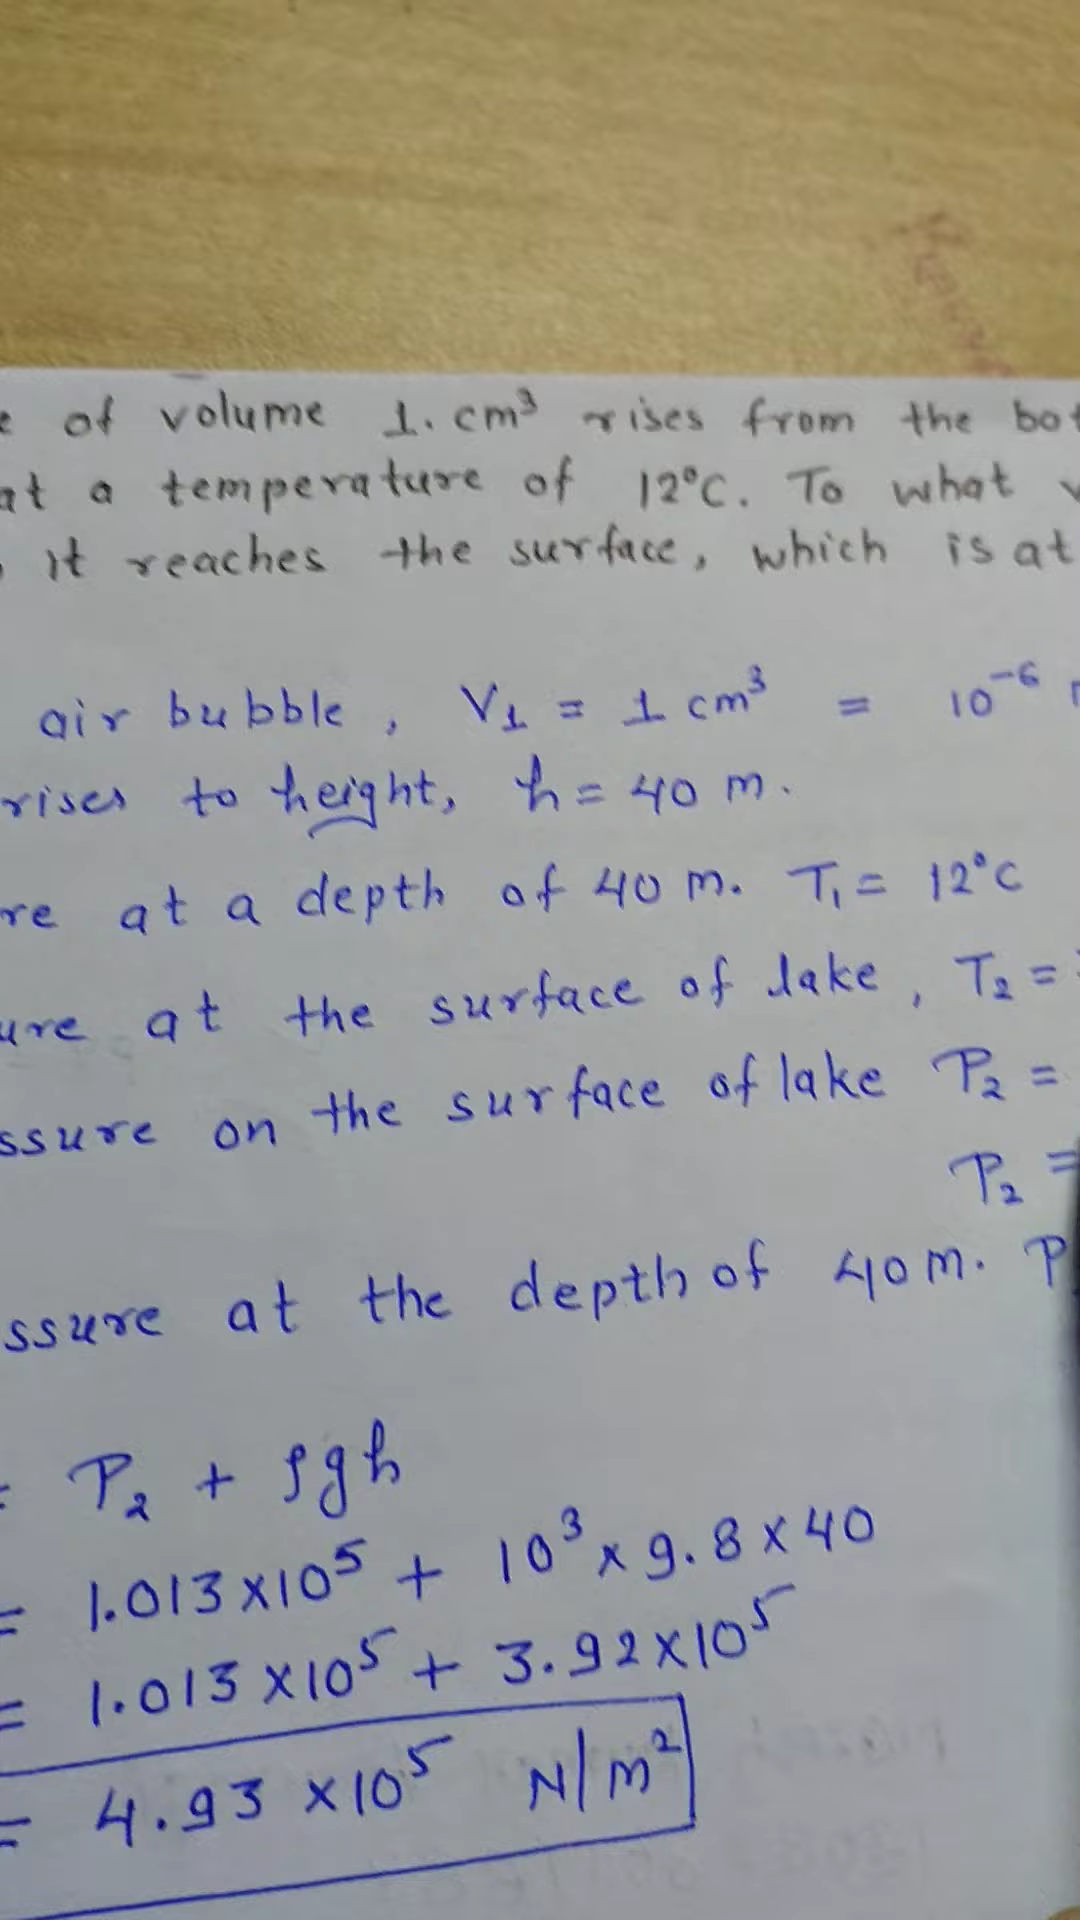 of volume 1. cm³ rises from the
at a temperature of 12°C. To what
it reaches the surface, which is at
air bubble, V₁ = 1 cm³ = 10⁻⁶
rises to height, h = 40 m.
re at a depth of 40 m. T₁ = 12°C
ure at the surface of lake, T₂ =
ssure on the surface of lake P₂ =
P₂ =
ssure at the depth of 40 m. P
= P₂ + ρgh
= 1.013×10⁵ + 10³ × 9.8 × 40
= 1.013×10⁵ + 3.92×10⁵
= 4.93 ×10⁵ N/m²